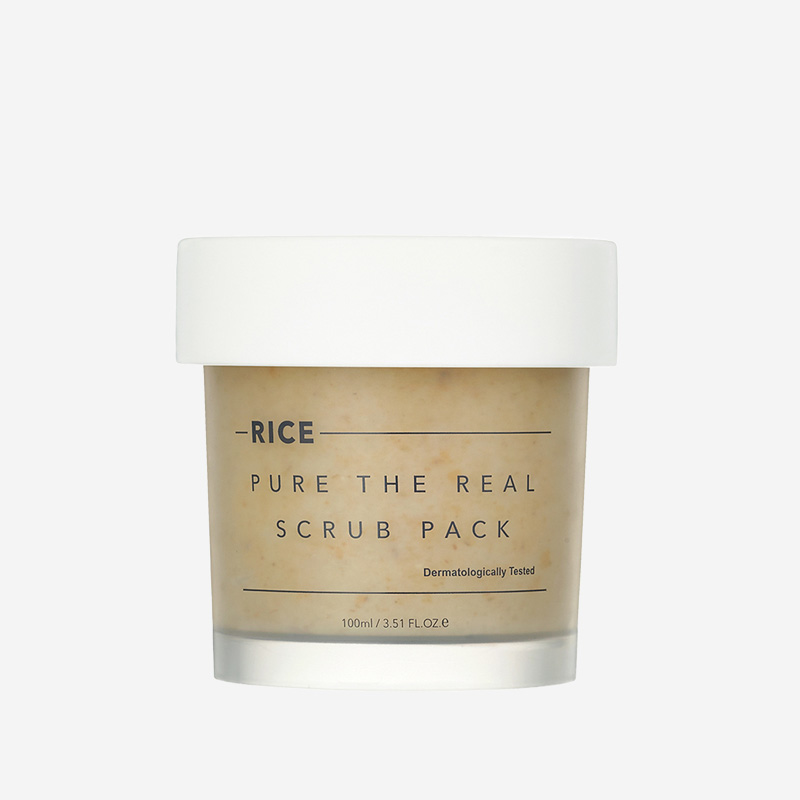 RICE
PURE THE REAL
SCRUB PACK
Dermatologically Tested
100ml / 3.51 FL.OZ.e